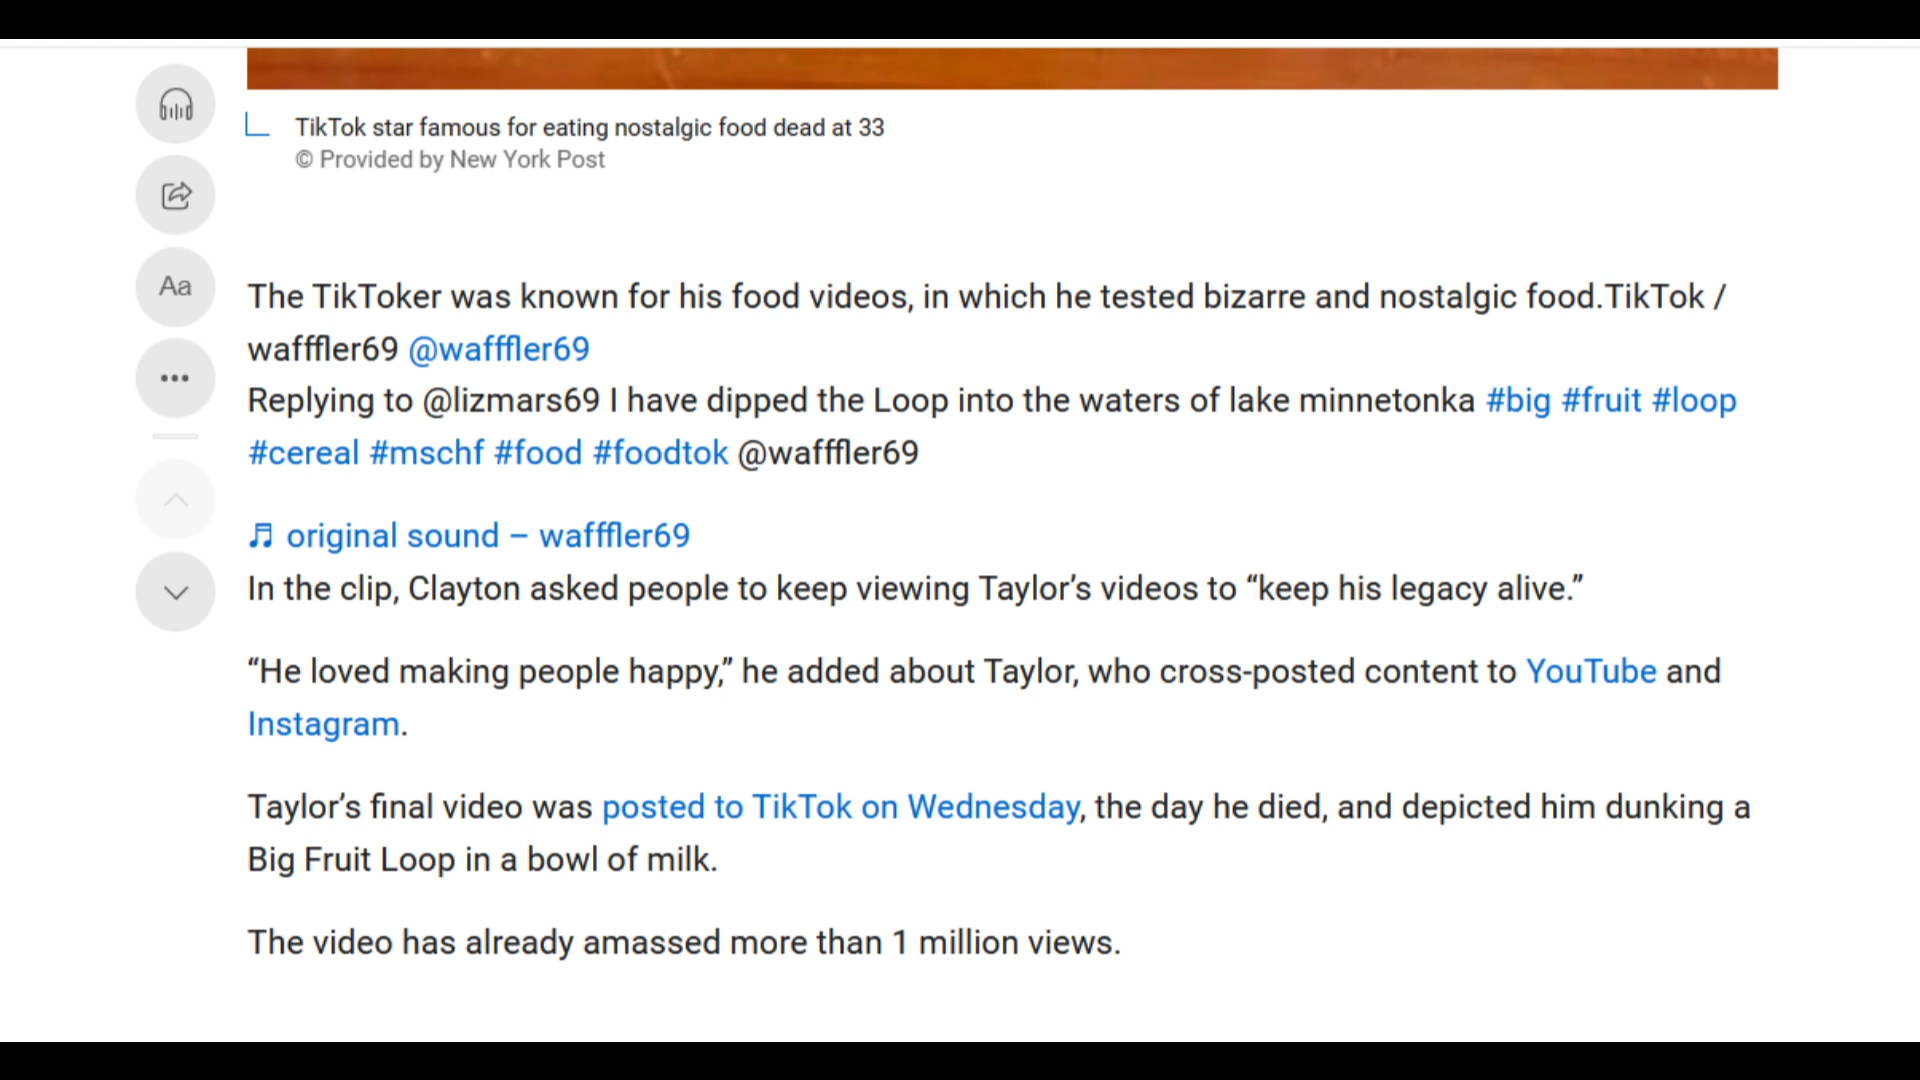 TikTok star famous for eating nostalgic food dead at 33
© Provided by New York Post
Aa
The TikToker was known for his food videos, in which he tested bizarre and nostalgic food.TikTok /
waffler69 @waffler69
Replying to @lizmars69 I have dipped the Loop into the waters of lake minnetonka #big #fruit #loop
#cereal #mschf #food #foodtok @waffler69
♬ original sound – waffler69
In the clip, Clayton asked people to keep viewing Taylor’s videos to “keep his legacy alive.”
“He loved making people happy,” he added about Taylor, who cross-posted content to YouTube and
Instagram.
Taylor’s final video was posted to TikTok on Wednesday, the day he died, and depicted him dunking a
Big Fruit Loop in a bowl of milk.
The video has already amassed more than 1 million views.